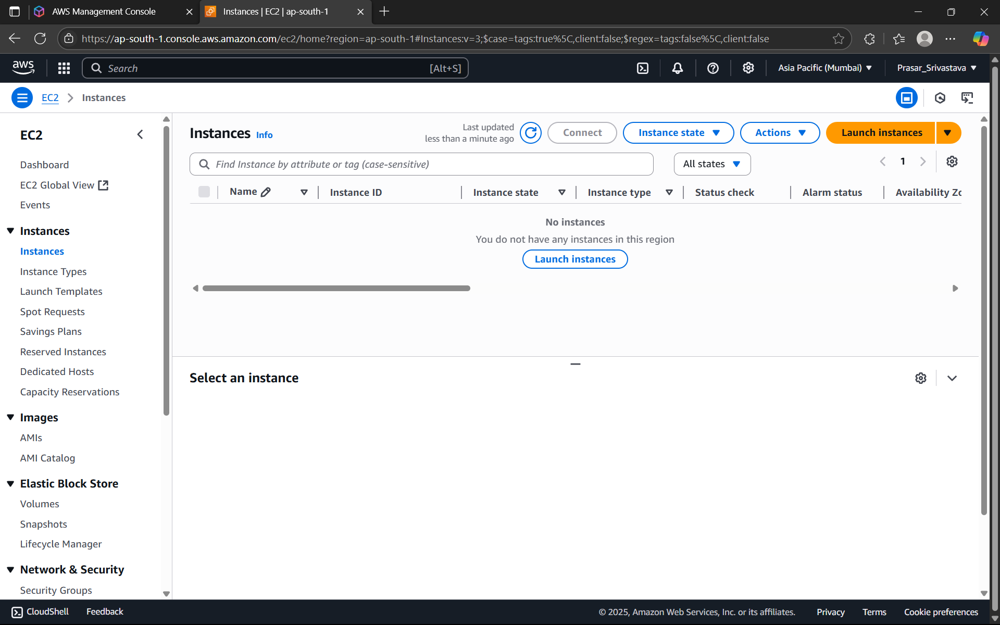 AWS Management Console
Instances | EC2 | ap-south-1
https://ap-south-1.console.aws.amazon.com/ec2/home?region=ap-south-1#Instances:v=3;$case=tags:true%5C,client:false;$regex=tags:false%5C,client:false
aws
Search
[Alt+S]
Asia Pacific (Mumbai)
Prasar_Srivastava
EC2
Instances
EC2
Dashboard
EC2 Global View
Events
Instances
Instances
Instance Types
Launch Templates
Spot Requests
Savings Plans
Reserved Instances
Dedicated Hosts
Capacity Reservations
Images
AMIs
AMI Catalog
Elastic Block Store
Volumes
Snapshots
Lifecycle Manager
Network & Security
Security Groups
Instances Info
Last updated
less than a minute ago
Connect
Instance state
Actions
Launch instances
Find Instance by attribute or tag (case-sensitive)
All states
1
Name
Instance ID
Instance state
Instance type
Status check
Alarm status
Availability Zo
No instances
You do not have any instances in this region
Launch instances
Select an instance
CloudShell
Feedback
© 2025, Amazon Web Services, Inc. or its affiliates.
Privacy
Terms
Cookie preferences